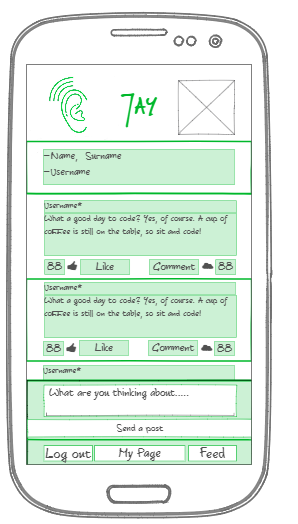 7AY
-Name, Surname
-Username
Username*
What a good day to code? Yes, of course. A cup of
coffee is still on the table, so sit and code!
88 Like Comment 88
Username*
What a good day to code? Yes, of course. A cup of
coffee is still on the table, so sit and code!
88 Like Comment 88
Username*
What are you thinking about.....
Send a post
Log out My Page Feed